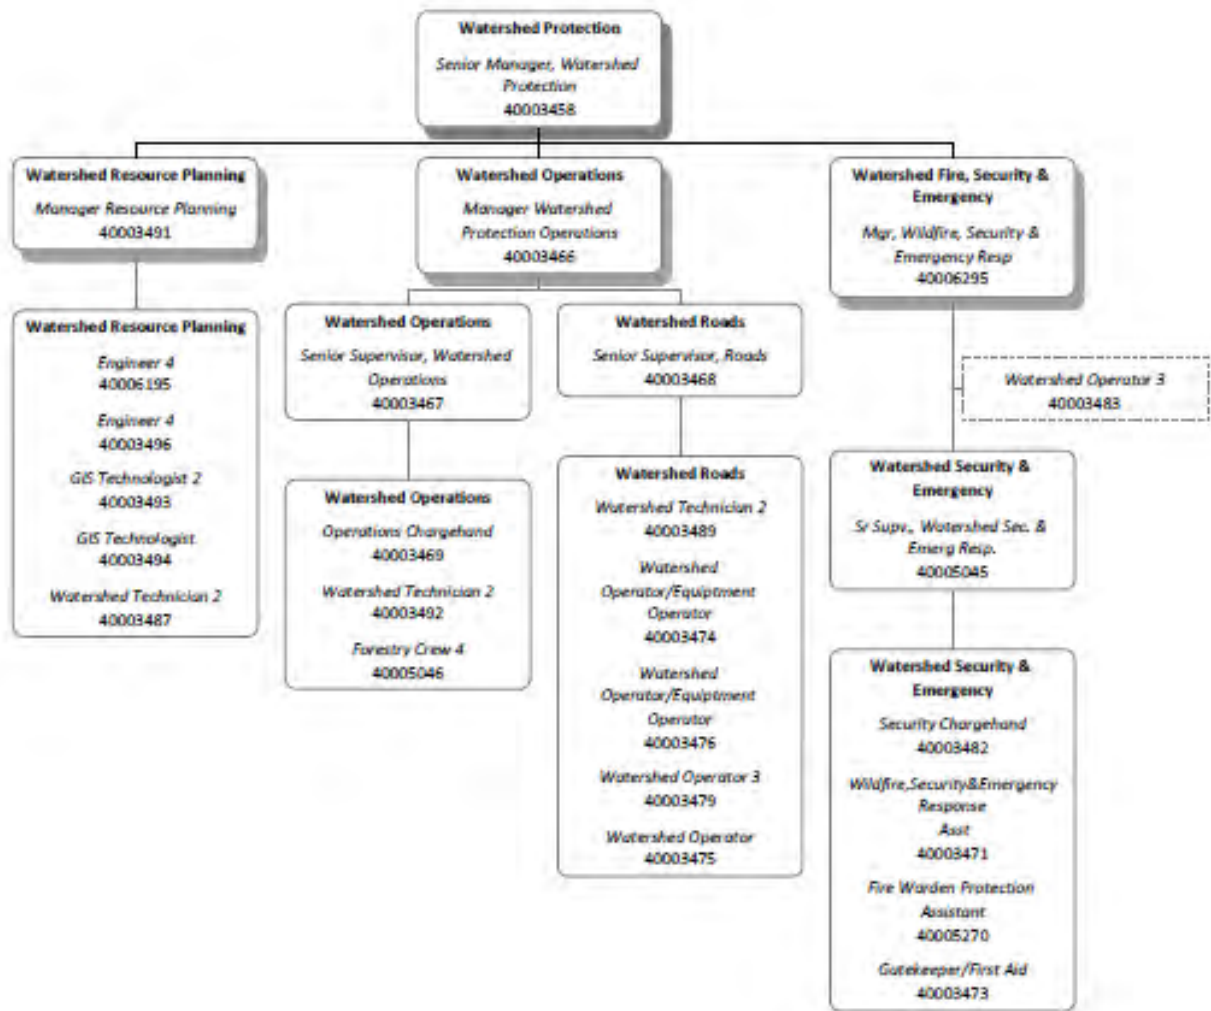 Watershed Protection
Senior Manager, Watershed
Protection
40003458
Watershed Resource Planning
Manager Resource Planning
40003491
Watershed Operations
Manager Watershed
Protection Operations
40003466
Watershed Fire, Security &
Emergency
Mgr, Wildfire, Security &
Emergency Resp
40006295
Watershed Resource Planning
Engineer 4
40006195
Engineer 4
40003496
GIS Technologist 2
40003493
GIS Technologist
40003494
Watershed Technician 2
40003487
Watershed Operations
Senior Supervisor, Watershed
Operations
40003467
Watershed Operations
Operations Chargehand
40003469
Watershed Technician 2
40003492
Forestry Crew 4
40005046
Watershed Roads
Senior Supervisor, Roads
40003468
Watershed Roads
Watershed Technician 2
40003489
Watershed
Operator/Equiptment
Operator
40003474
Watershed
Operator/Equiptment
Operator
40003476
Watershed Operator 3
40003479
Watershed Operator
40003475
Watershed Operator 3
40003483
Watershed Security &
Emergency
Sr Supv., Watershed Sec. &
Emerg Resp.
40005045
Watershed Security &
Emergency
Security Chargehand
40003482
Wildfire,Security&Emergency
Response
Asst
40003471
Fire Warden Protection
Assistant
40005270
Gatekeeper/First Aid
40003473